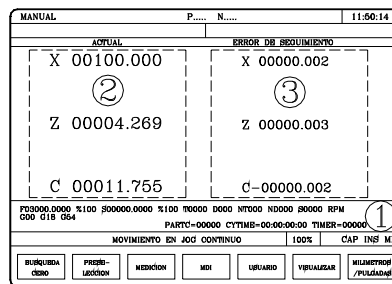 MANUAL P..... N..... 11:50:14
ACTUAL ERROR DE SEGUIMIENTO
X 00100.000 X 00000.002
2 3
Z 00004.269 Z 00000.003
C 00011.755 C-00000.002
F03000.0000 %100 S00000.0000 %100 T0000 D000 NT000 ND000 S0000 RPM
G00 G18 G54
PARTC=00000 CYTIME=00:00:00:00 TIMER=00000
1
MOVIMIENTO EN JOG CONTINUO 100% CAP INS M
BUSQUEDA CERO PRESELECCION MEDICION MDI USUARIO VISUALIZAR MILIMETROS /PULGADAS